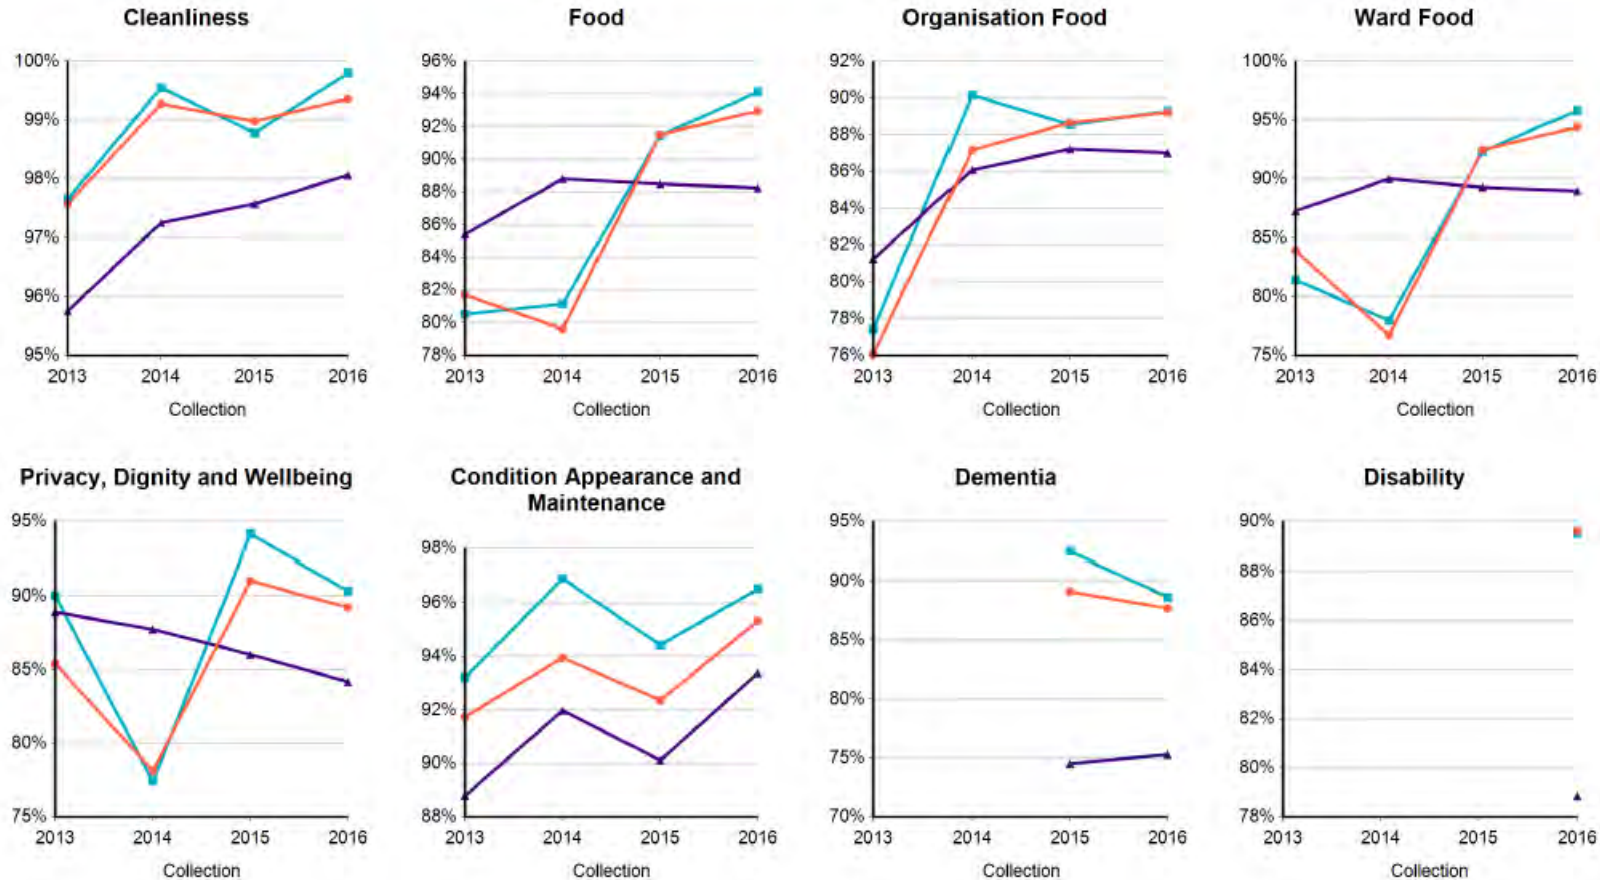 Cleanliness
100%
99%
98%
97%
96%
95%
2013 2014 2015 2016
Collection
Food
96%
94%
92%
90%
88%
86%
84%
82%
80%
78%
2013 2014 2015 2016
Collection
Organisation Food
92%
90%
88%
86%
84%
82%
80%
78%
76%
2013 2014 2015 2016
Collection
Ward Food
100%
95%
90%
85%
80%
75%
2013 2014 2015 2016
Collection
Privacy, Dignity and Wellbeing
95%
90%
85%
80%
75%
2013 2014 2015 2016
Collection
Condition Appearance and
Maintenance
98%
96%
94%
92%
90%
88%
2013 2014 2015 2016
Collection
Dementia
95%
90%
85%
80%
75%
70%
2013 2014 2015 2016
Collection
Disability
90%
88%
86%
84%
82%
80%
78%
2013 2014 2015 2016
Collection